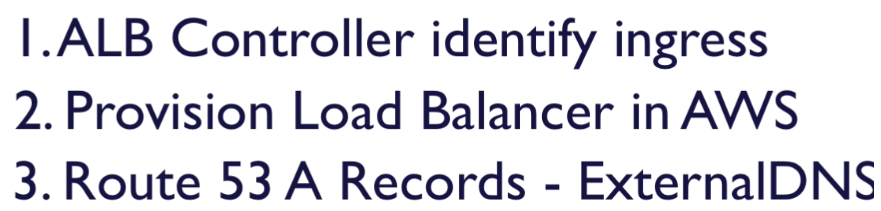 1. ALB Controller identify ingress
2. Provision Load Balancer in AWS
3. Route 53 A Records - ExternalDNS